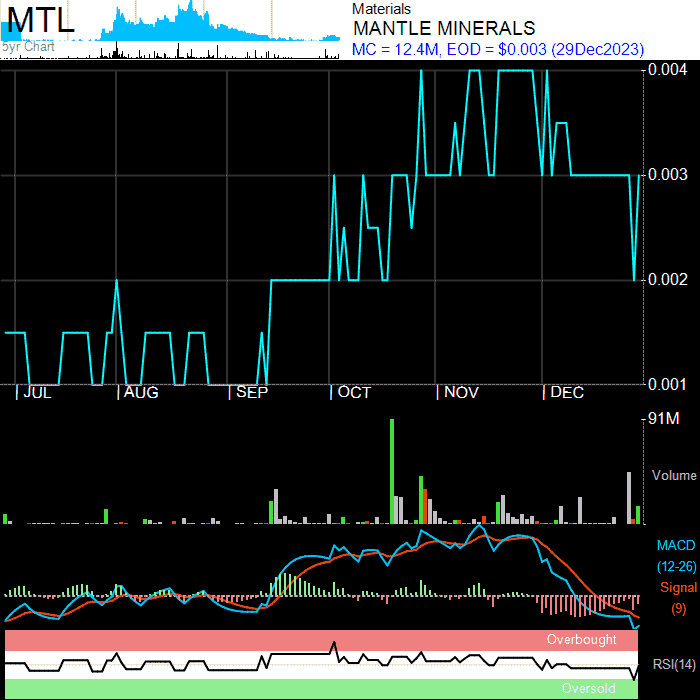 MTL
5yr Chart
Materials
MANTLE MINERALS
MC = 12.4M, EOD = $0.003 (29Dec2023)
0.004
0.003
0.002
0.001
JUL AUG SEP OCT NOV DEC
91M
Volume
MACD
(12-26)
Signal
(9)
Overbought
RSI(14)
Oversold